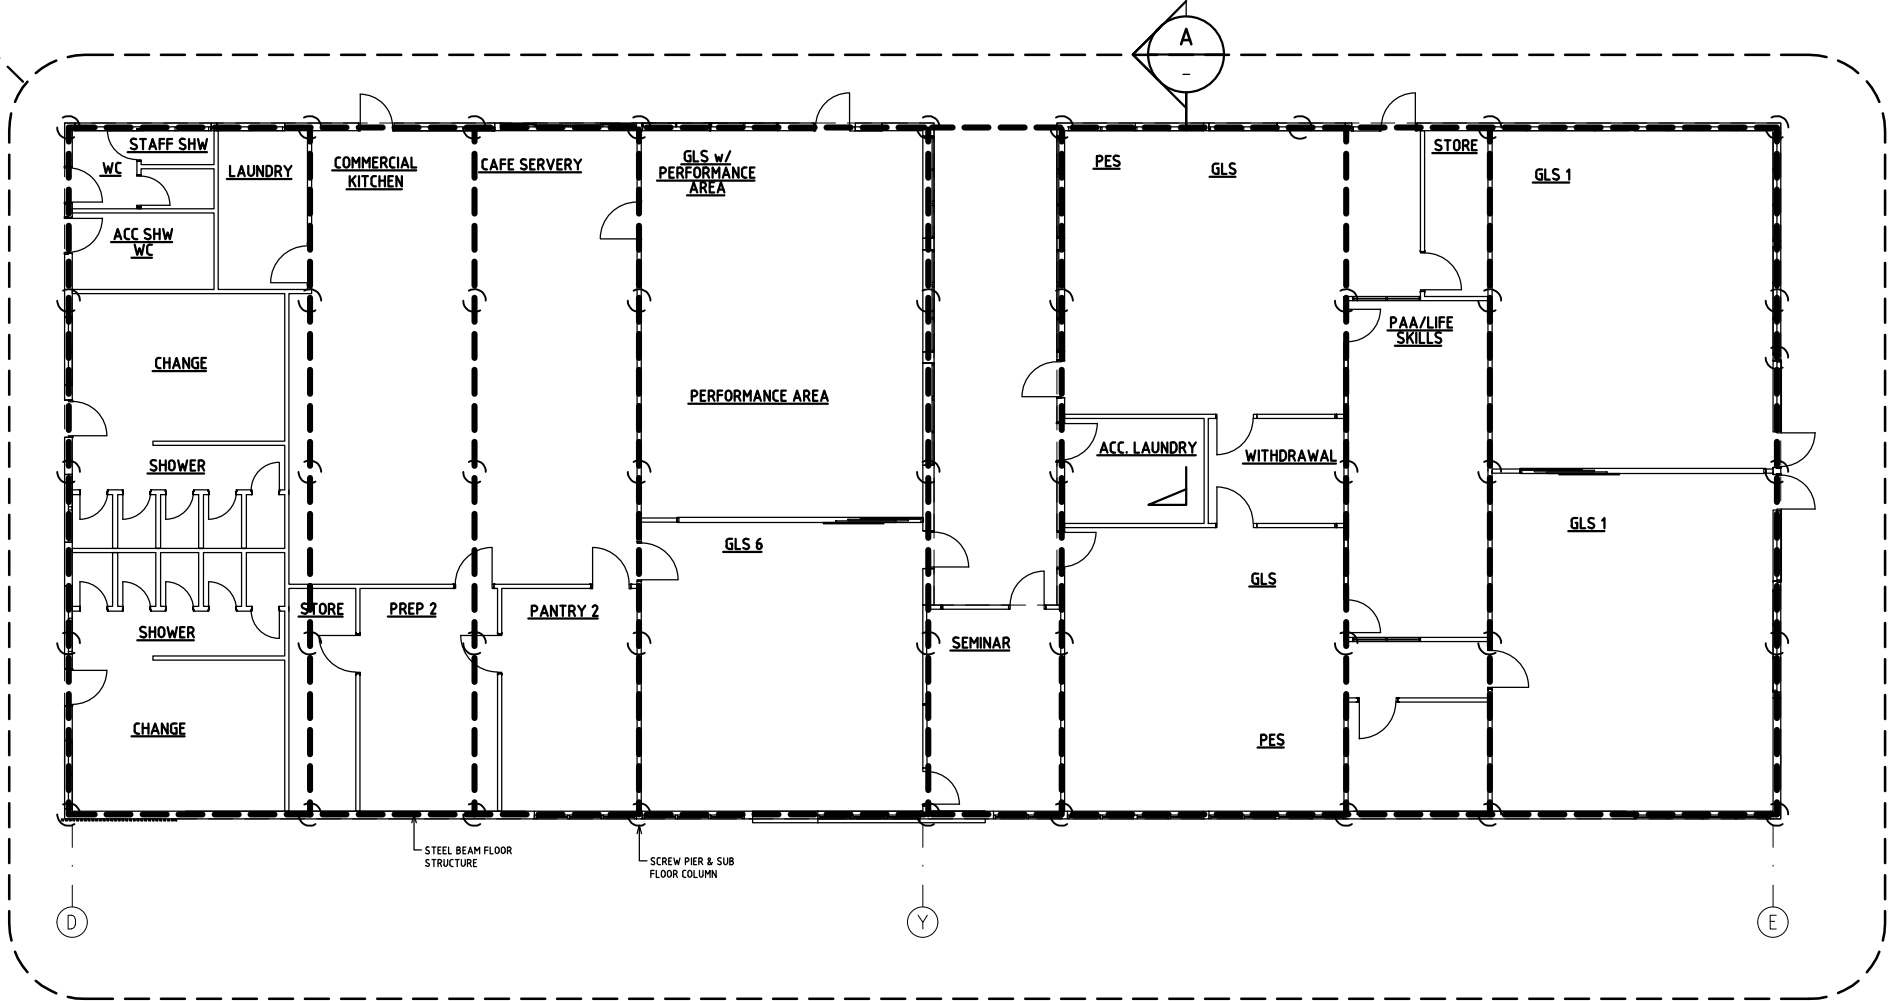 A
-
STAFF SHW
WC
LAUNDRY
COMMERCIAL
KITCHEN
CAFE SERVERY
GLS w/
PERFORMANCE
AREA
PES
GLS
STORE
GLS 1
ACC SHW
WC
PAA/LIFE
SKILLS
CHANGE
PERFORMANCE AREA
SHOWER
ACC. LAUNDRY
WITHDRAWAL
GLS 6
GLS 1
GLS
STORE
PREP 2
PANTRY 2
SHOWER
SEMINAR
CHANGE
PES
STEEL BEAM FLOOR
STRUCTURE
SCREW PIER & SUB
FLOOR COLUMN
D
Y
E